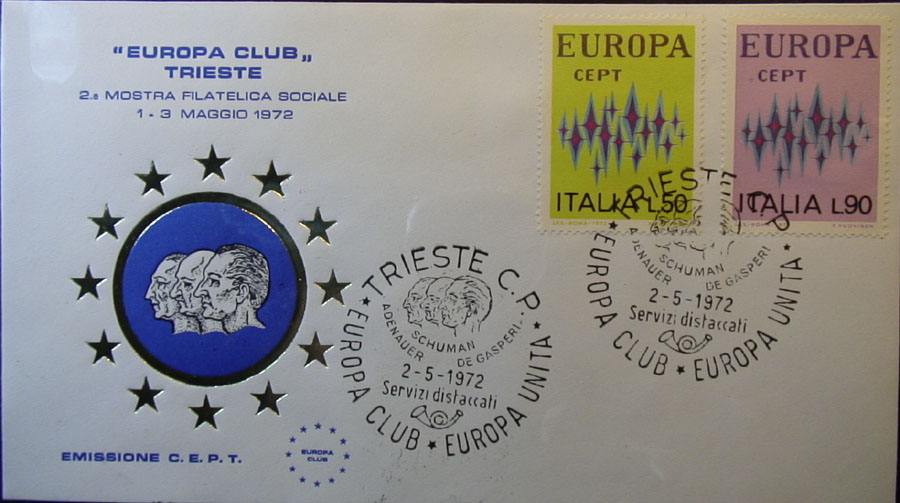 "EUROPA CLUB„
TRIESTE
2.a MOSTRA FILATELICA SOCIALE
1 - 3 MAGGIO 1972
EUROPA
CEPT
ITALIA L.50
EUROPA
CEPT
ITALIA L.90
TRIESTE C.P.
ADENAUER
SCHUMAN
DE GASPERI
2-5-1972
Servizi distaccati
★ EUROPA CLUB ★ EUROPA UNITA ★
TRIESTE C.P.
ADENAUER
SCHUMAN
DE GASPERI
2-5-1972
Servizi distaccati
★ EUROPA CLUB ★ EUROPA UNITA ★
EMISSIONE C. E. P. T.
EUROPA
CLUB